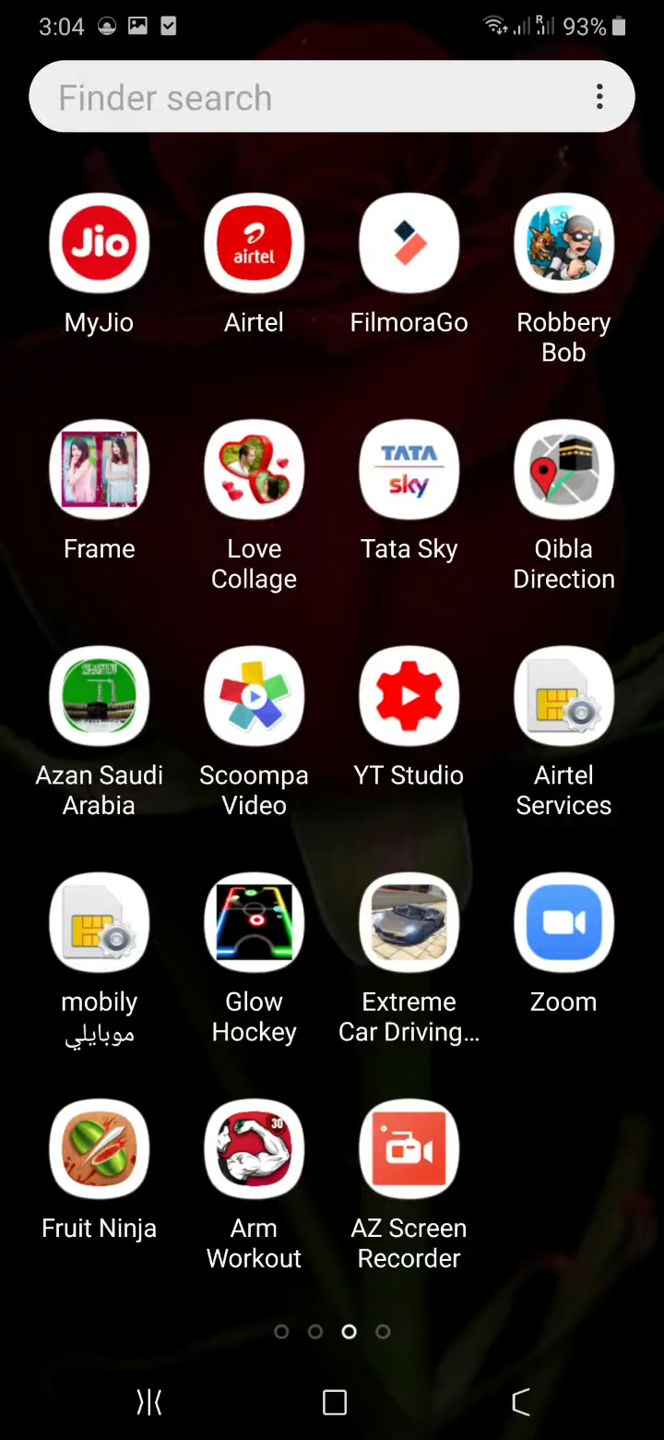 3:04
R
93%
Finder search
Jio
airtel
MyJio
Airtel
FilmoraGo
Robbery
Bob
TATA
sky
Frame
Love
Collage
Tata Sky
Qibla
Direction
Azan Saudi
Arabia
Scoompa
Video
YT Studio
Airtel
Services
mobily
موبايلي
Glow
Hockey
Extreme
Car Driving...
Zoom
30
Fruit Ninja
Arm
Workout
AZ Screen
Recorder